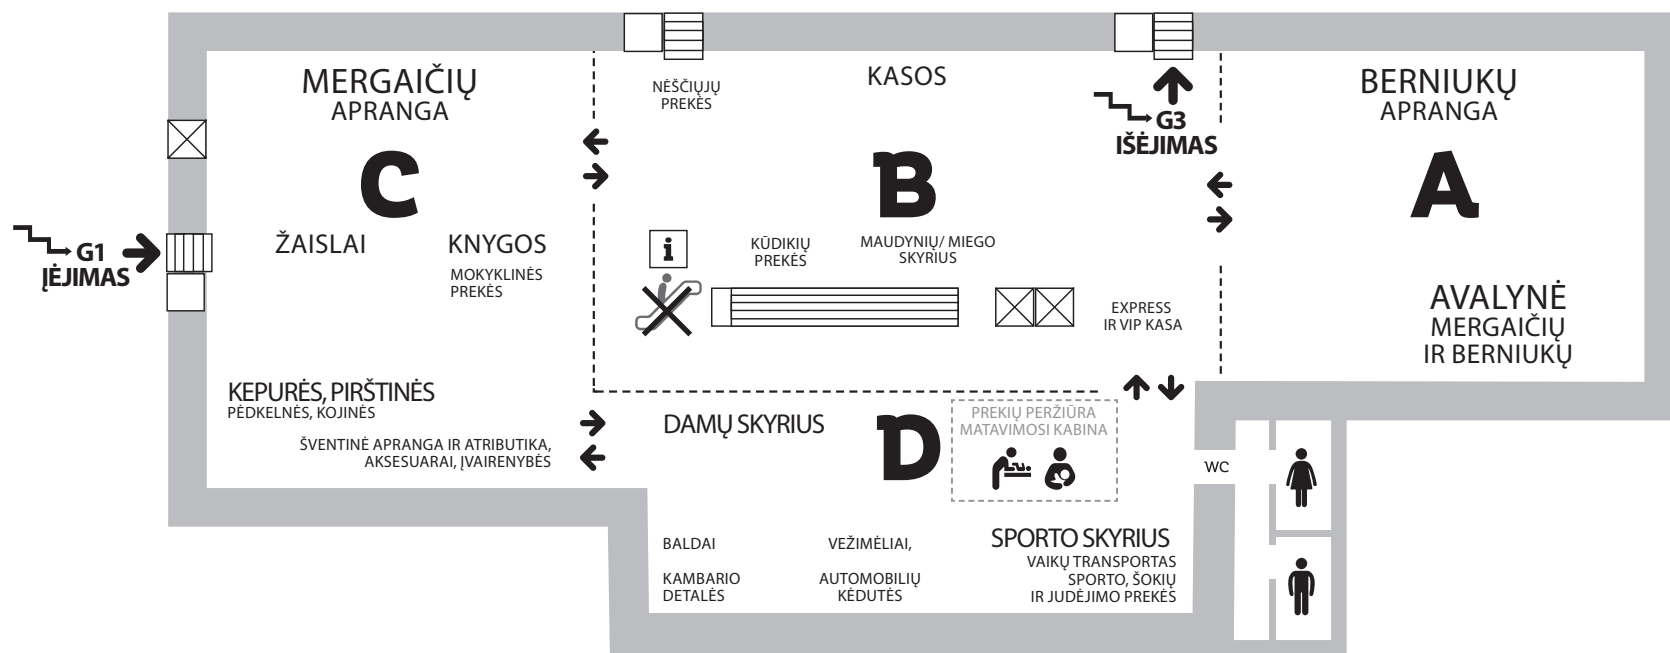 MERGAIČIŲ
APRANGA
C
ŽAISLAI
KNYGOS
MOKYKLINĖS
PREKĖS
G1
ĮĖJIMAS
KEPURĖS, PIRŠTINĖS
PĖDKELNĖS, KOJINĖS
ŠVENTINĖ APRANGA IR ATRIBUTIKA,
AKSESUARAI, ĮVAIRENYBĖS
NĖŠČIŲJŲ
PREKĖS
KASOS
G3
IŠĖJIMAS
B
i
KŪDIKIŲ
PREKĖS
MAUDYNIŲ/ MIEGO
SKYRIUS
EXPRESS
IR VIP KASA
BERNIUKŲ
APRANGA
A
AVALYNĖ
MERGAIČIŲ
IR BERNIUKŲ
DAMŲ SKYRIUS
D
PREKIŲ PERŽIŪRA
MATAVIMOSI KABINA
WC
BALDAI
KAMBARIO
DETALĖS
VEŽIMĖLIAI,
AUTOMOBILIŲ
KĖDUTĖS
SPORTO SKYRIUS
VAIKŲ TRANSPORTAS
SPORTO, ŠOKIŲ
IR JUDĖJIMO PREKĖS